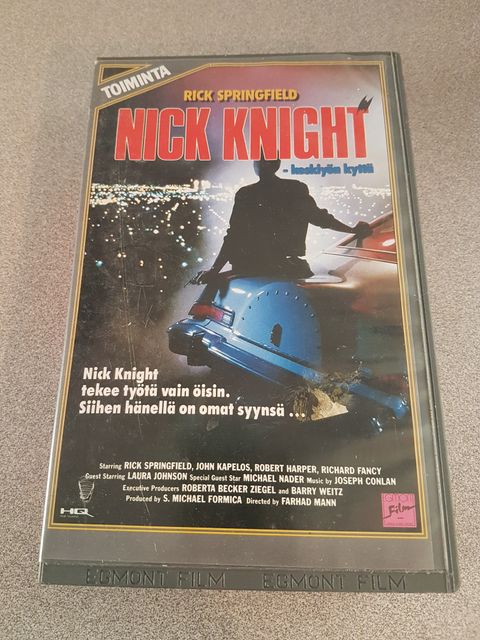 TOIMINTA
RICK SPRINGFIELD
NICK KNIGHT
- keskiyön kyttä
Nick Knight
tekee työtä vain öisin.
Siihen hänellä on omat syynsä ...
Starring RICK SPRINGFIELD, JOHN KAPELOS, ROBERT HARPER, RICHARD FANCY
Guest Starring LAURA JOHNSON Special Guest Star MICHAEL NADER Music by JOSEPH CONLAN
Executive Producers ROBERTA BECKER ZIEGEL and BARRY WEITZ
Produced by S. MICHAEL FORMICA Directed by FARHAD MANN
HQ
Film
EGMONT FILM EGMONT FILM